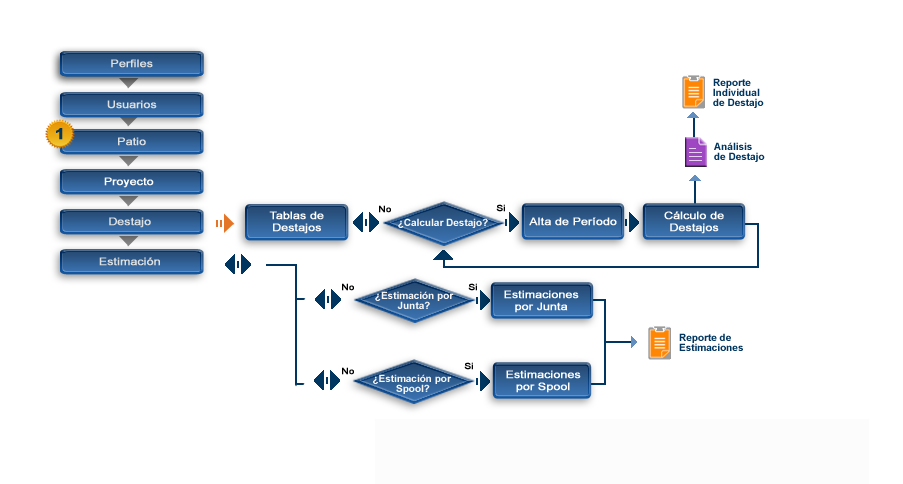 Perfiles
Usuarios
1
Patio
Proyecto
Destajo
Estimación
Reporte
Individual
de Destajo
Análisis
de Destajo
Tablas de
Destajos
No
¿Calcular Destajo?
Si
Alta de Período
Cálculo de
Destajos
No
¿Estimación por
Junta?
Si
Estimaciones
por Junta
Reporte de
Estimaciones
No
¿Estimación por
Spool?
Si
Estimaciones
por Spool